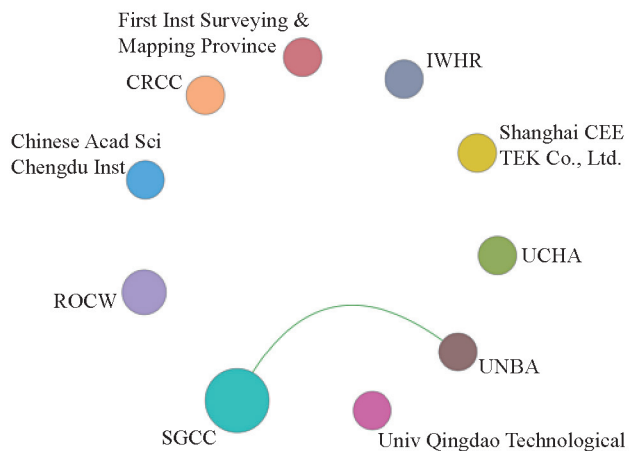 First Inst Surveying &
Mapping Province
IWHR
CRCC
Shanghai CEE
TEK Co., Ltd.
Chinese Acad Sci
Chengdu Inst
UCHA
ROCW
UNBA
SGCC
Univ Qingdao Technological